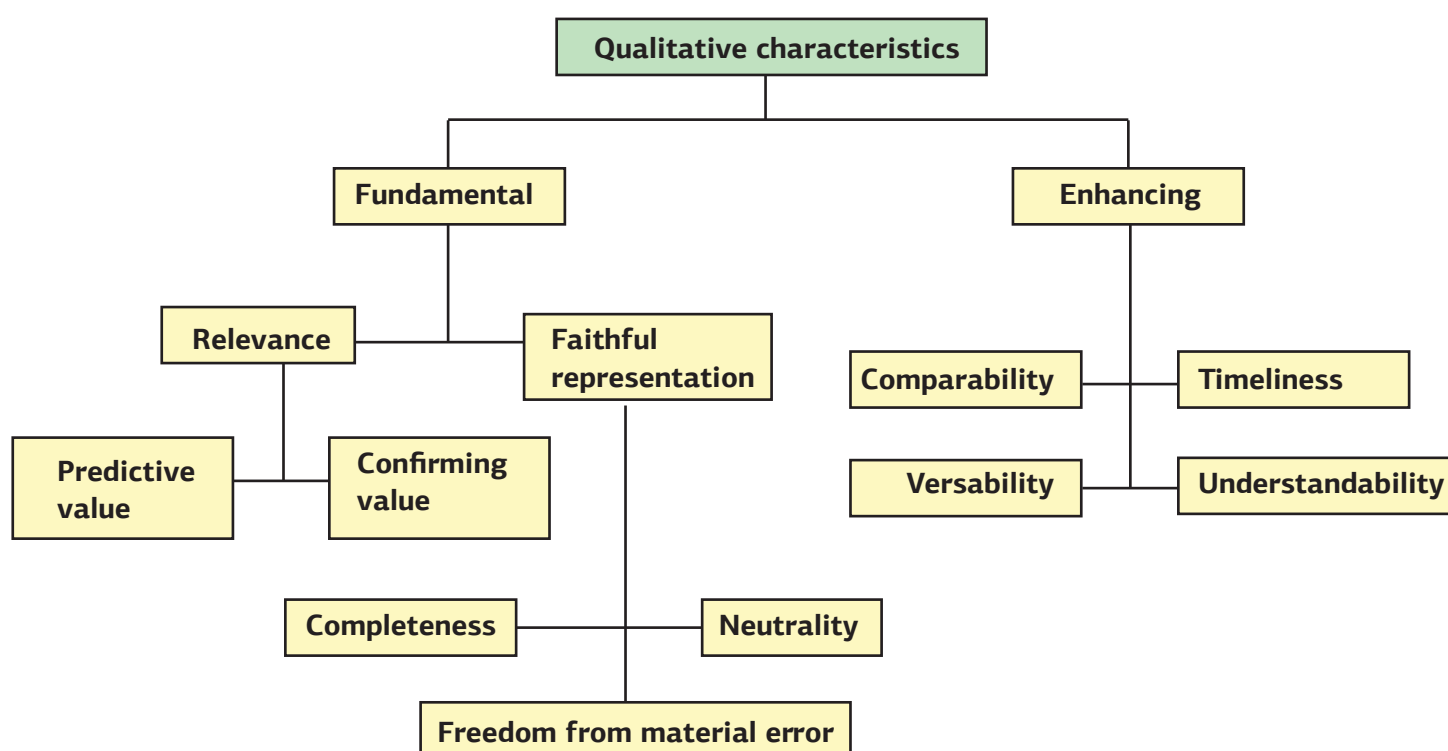 Qualitative characteristics
Fundamental
Enhancing
Relevance
Faithful
representation
Comparability
Timeliness
Predictive
value
Confirming
value
Versability
Understandability
Completeness
Neutrality
Freedom from material error